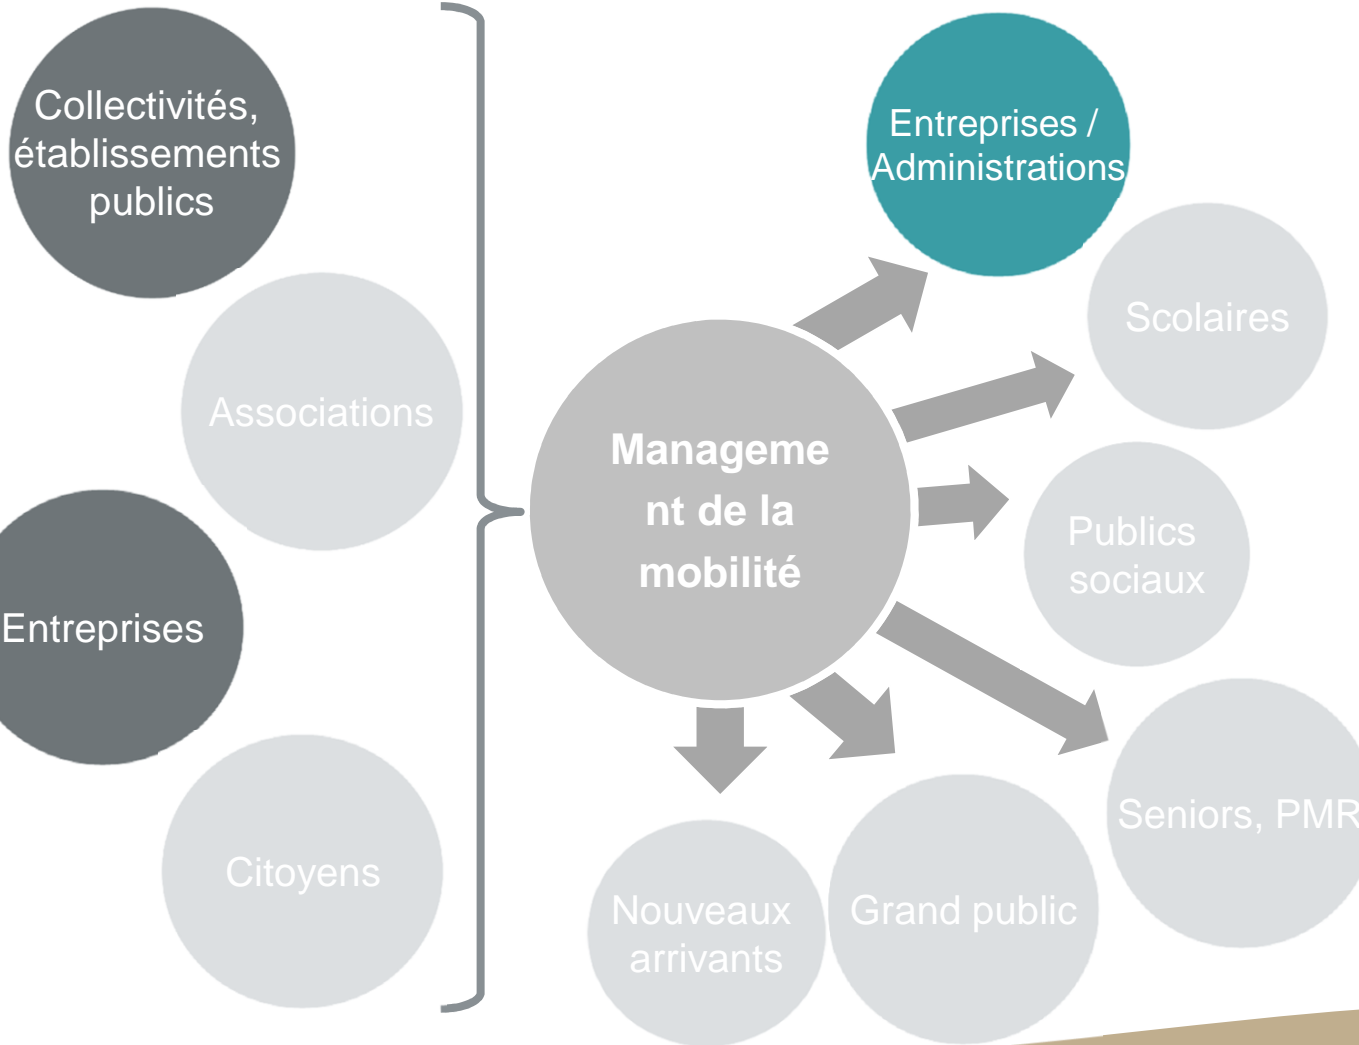 Collectivités,
établissements
publics
Associations
Entreprises
Citoyens
Manageme
nt de la
mobilité
Entreprises /
Administrations
Scolaires
Publics
sociaux
Seniors, PMR
Grand public
Nouveaux
arrivants